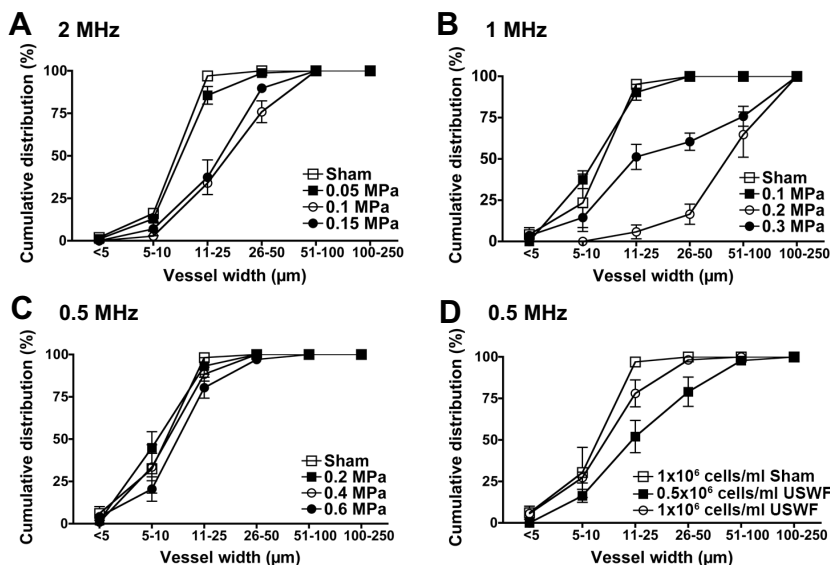 A
2 MHz
Cumulative distribution (%)
100
75
50
25
0
Sham
0.05 MPa
0.1 MPa
0.15 MPa
<5
5-10
11-25
26-50
51-100
100-250
Vessel width (µm)
B
1 MHz
Cumulative distribution (%)
100
75
50
25
0
Sham
0.1 MPa
0.2 MPa
0.3 MPa
<5
5-10
11-25
26-50
51-100
100-250
Vessel width (µm)
C
0.5 MHz
Cumulative distribution (%)
100
75
50
25
0
Sham
0.2 MPa
0.4 MPa
0.6 MPa
<5
5-10
11-25
26-50
51-100
100-250
Vessel width (µm)
D
0.5 MHz
Cumulative distribution (%)
100
75
50
25
0
1x10⁶ cells/ml Sham
0.5x10⁶ cells/ml USWF
1x10⁶ cells/ml USWF
<5
5-10
11-25
26-50
51-100
100-250
Vessel width (µm)